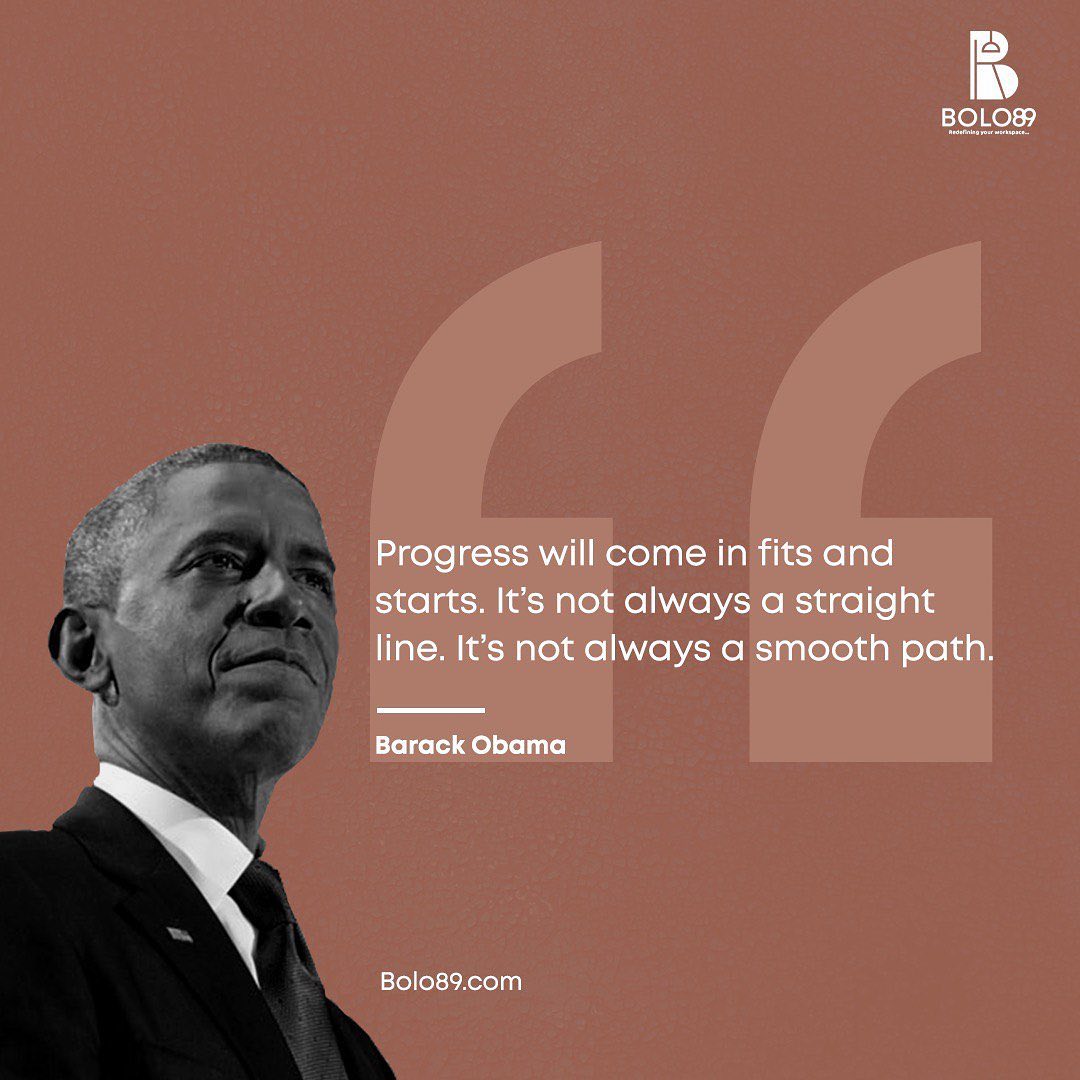 BOLO89
Redefining your workspace...
Progress will come in fits and
starts. It’s not always a straight
line. It’s not always a smooth path.
Barack Obama
Bolo89.com